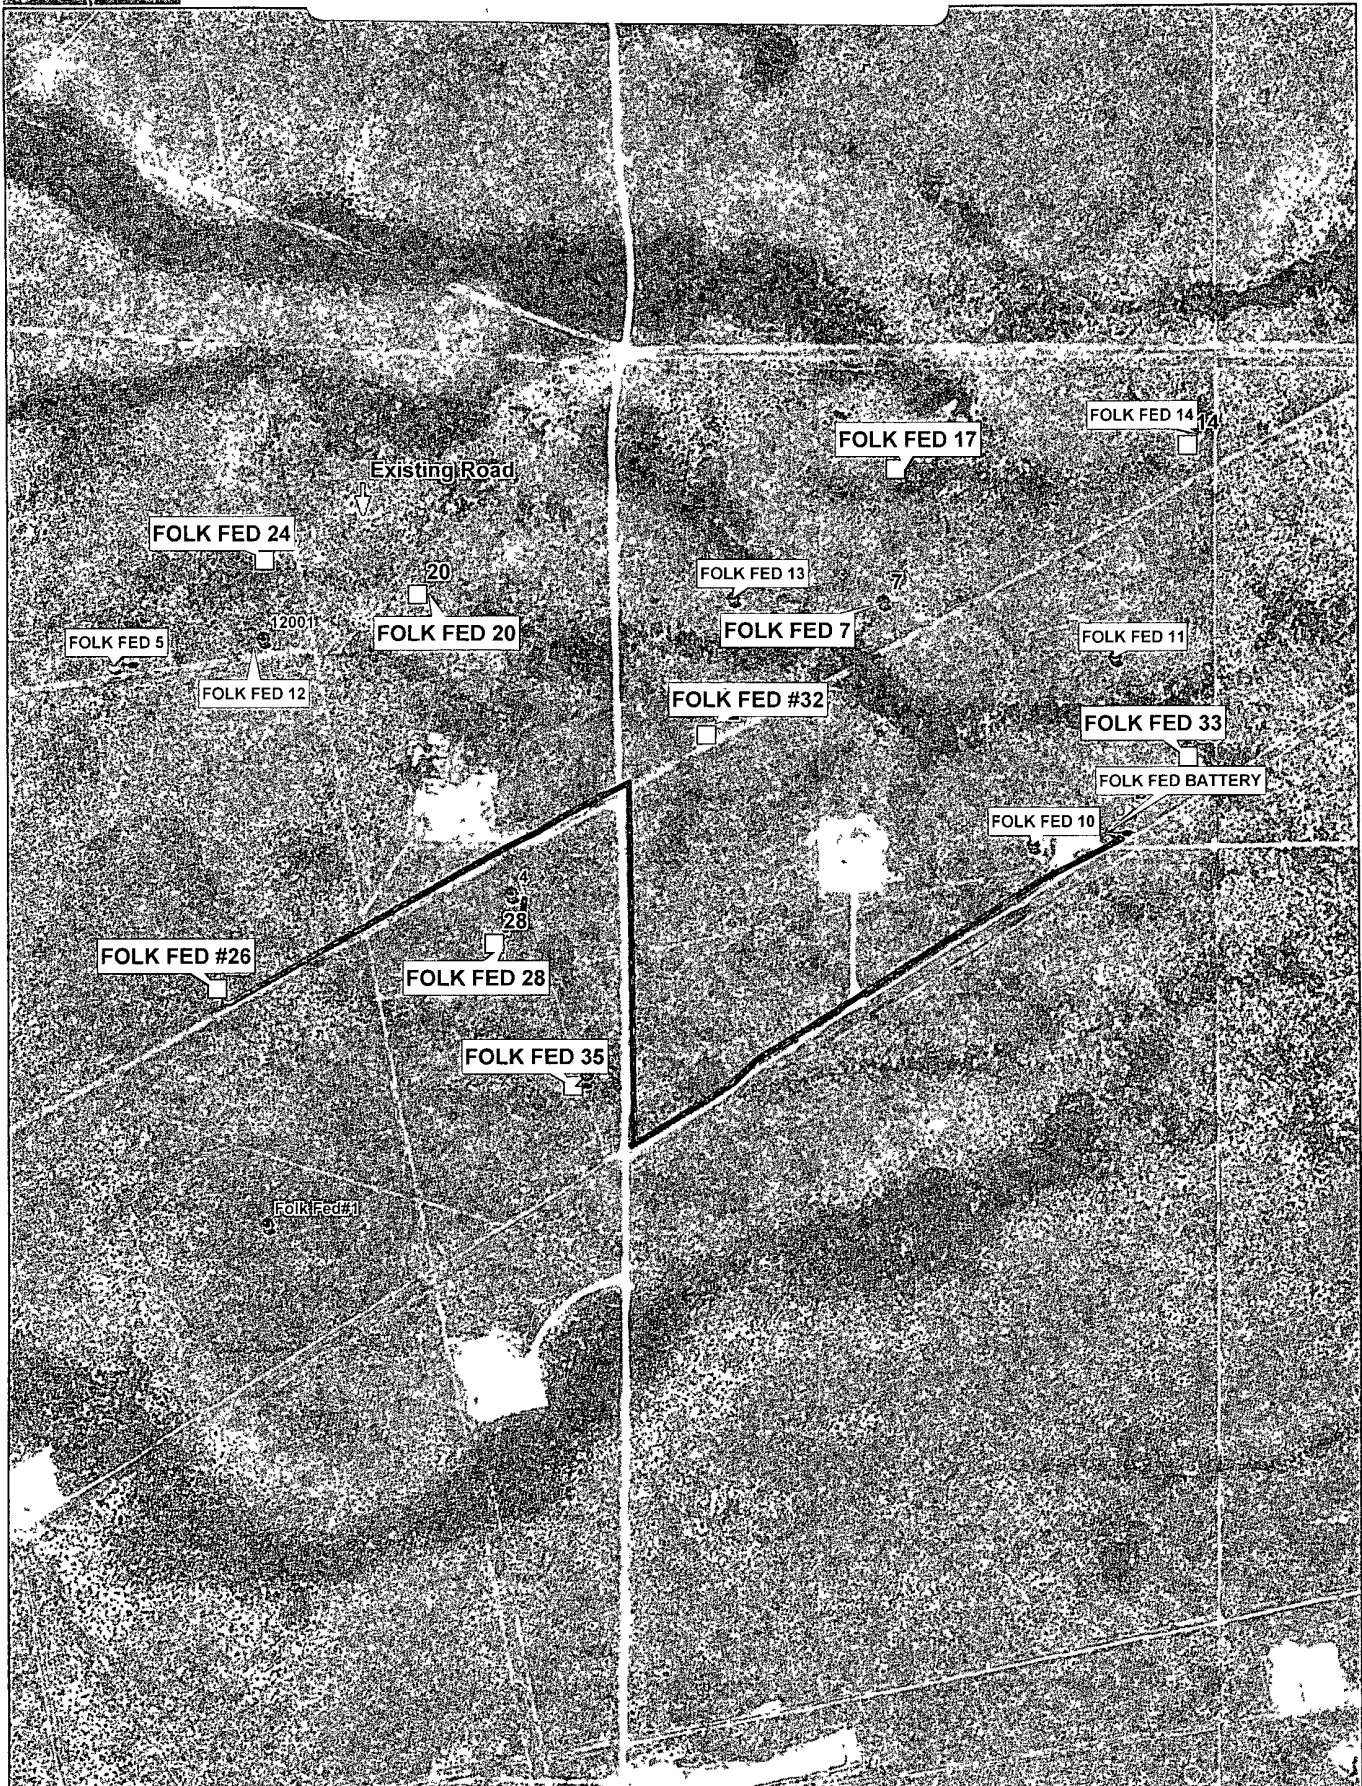 FOLK FED 14
14
FOLK FED 17
Existing Road
FOLK FED 24
20
FOLK FED 13
7
FOLK FED 20
FOLK FED 7
12001
FOLK FED 5
FOLK FED 11
FOLK FED 12
FOLK FED #32
FOLK FED 33
FOLK FED BATTERY
FOLK FED 10
4
28
FOLK FED #26
FOLK FED 28
FOLK FED 35
Folk Fed#1